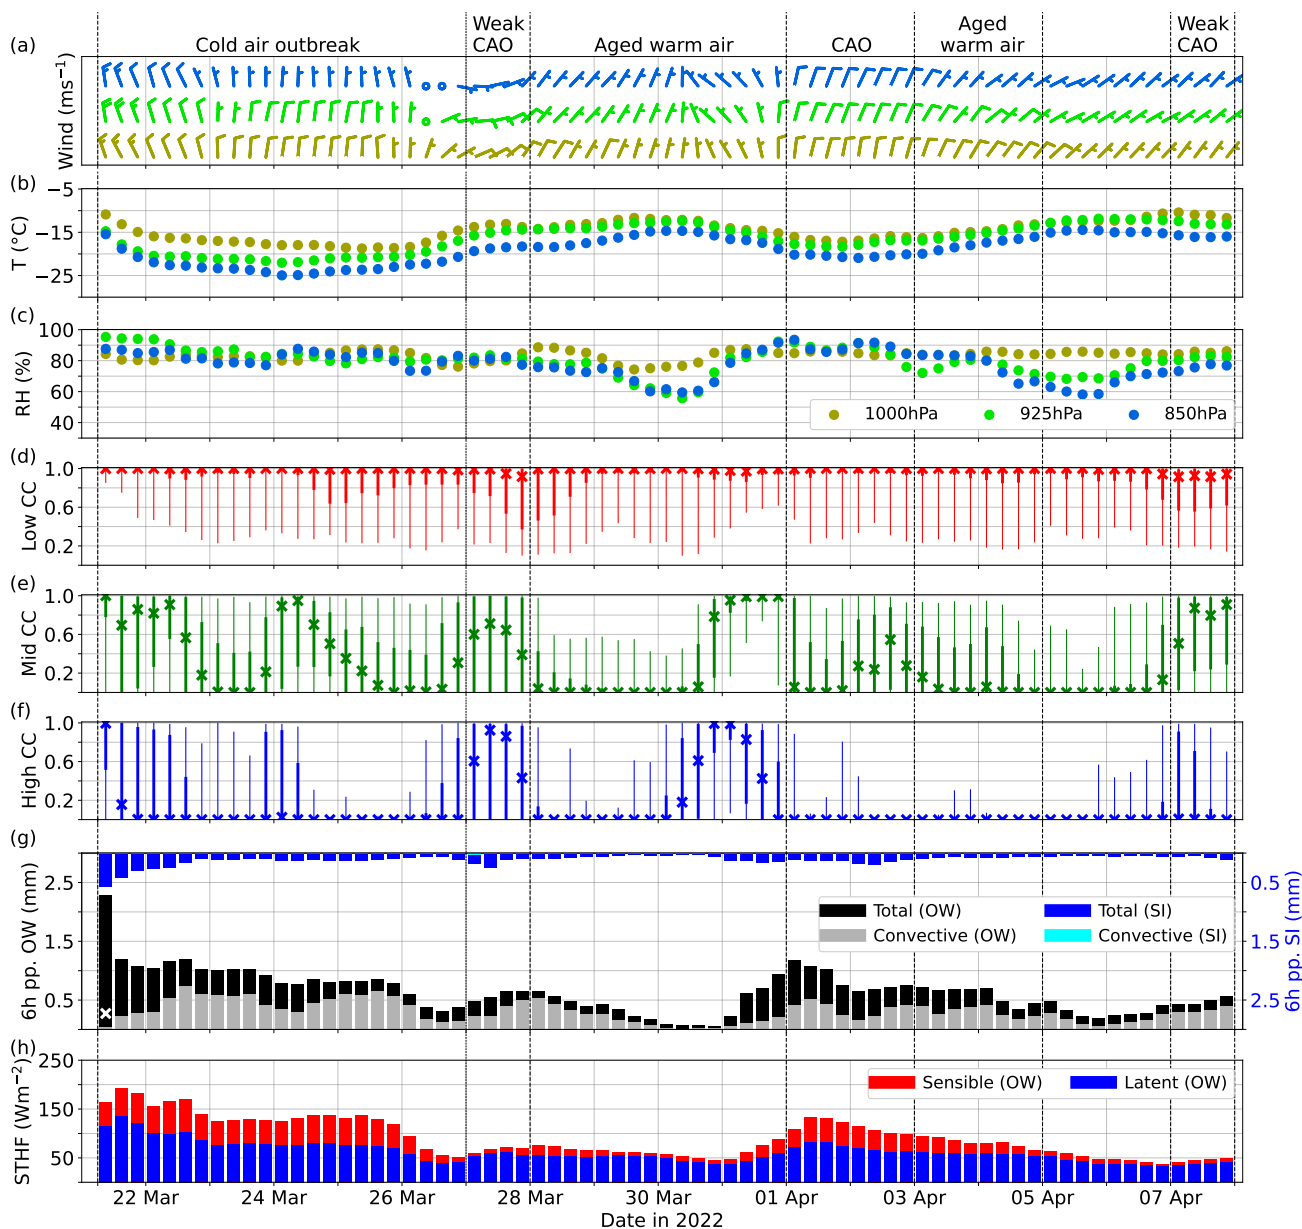 Weak
Aged
Weak
(a)
Cold air outbreak
CAO
Aged warm air
CAO
warm air
CAO
Wind (ms⁻¹)
(b)
−5
−15
−25
T (°C)
(c)
100
80
60
40
RH (%)
1000hPa
925hPa
850hPa
(d)
1.0
0.6
0.2
Low CC
(e)
1.0
0.6
0.2
Mid CC
(f)
1.0
0.6
0.2
High CC
(g)
2.5
1.5
0.5
6h pp. OW (mm)
0.5
1.5
2.5
6h pp. SI (mm)
Total (OW)
Total (SI)
Convective (OW)
Convective (SI)
(h)
250
150
50
STHF (Wm⁻²)
Sensible (OW)
Latent (OW)
22 Mar
24 Mar
26 Mar
28 Mar
30 Mar
01 Apr
03 Apr
05 Apr
07 Apr
Date in 2022